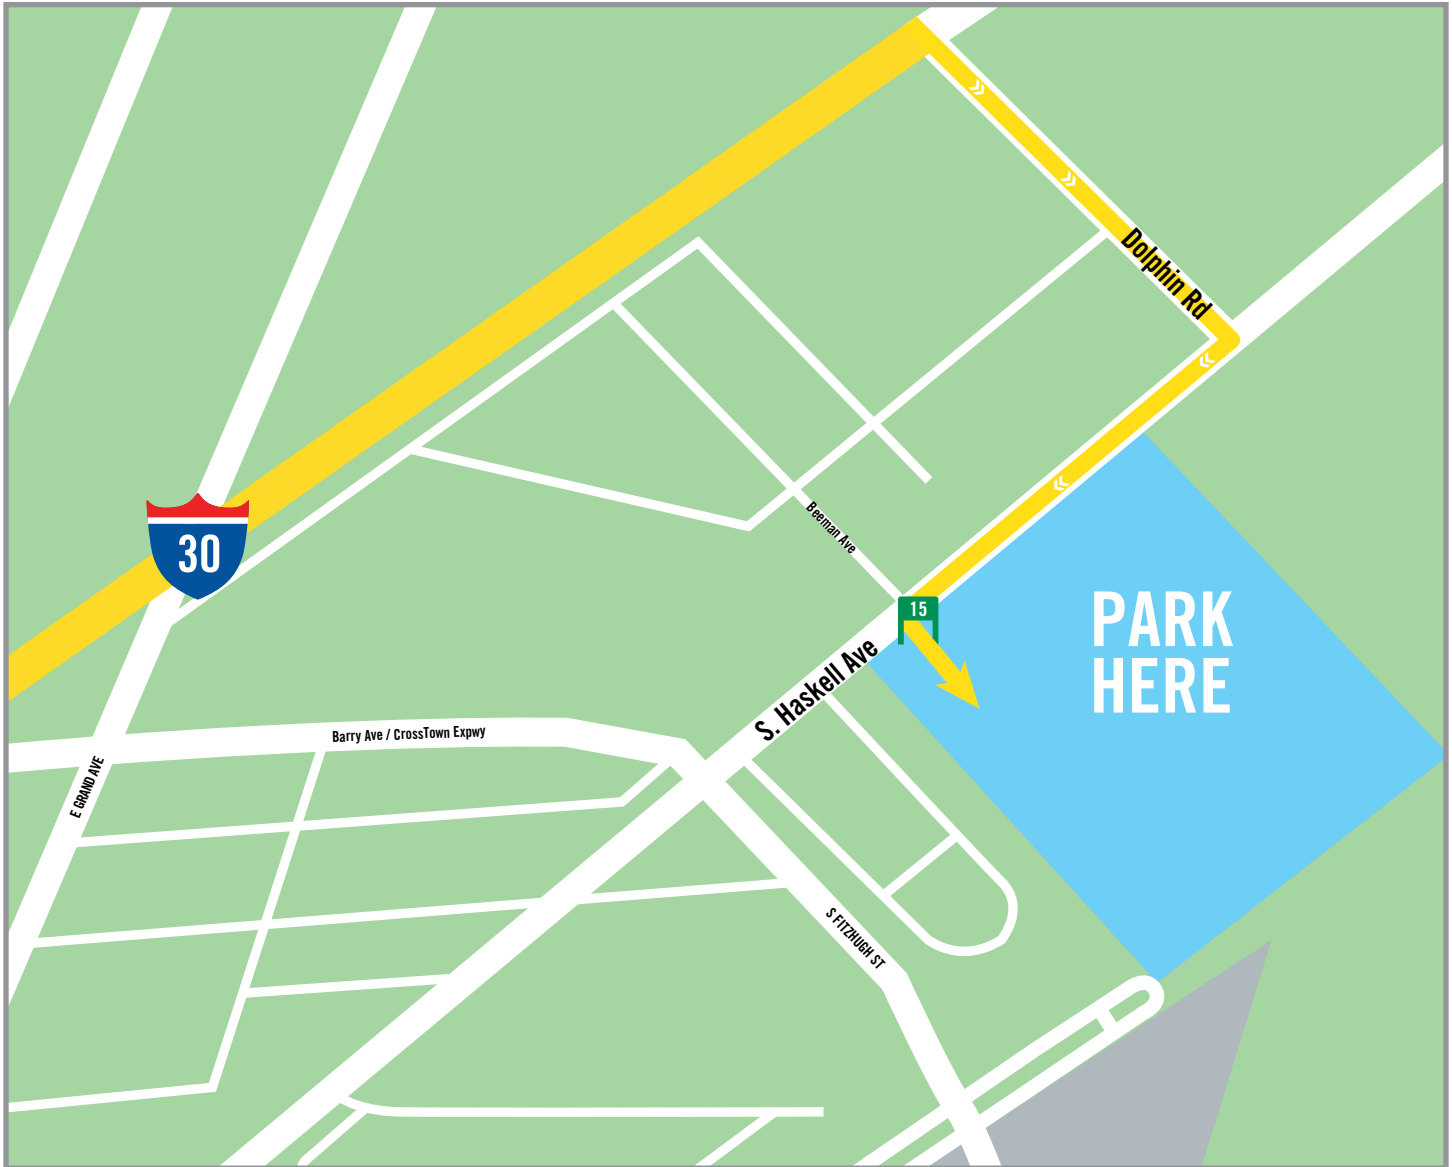 Dolphin Rd
Beeman Ave
30
15
PARK
HERE
S. Haskell Ave
Barry Ave / CrossTown Expwy
E GRAND AVE
S FITZHUGH ST